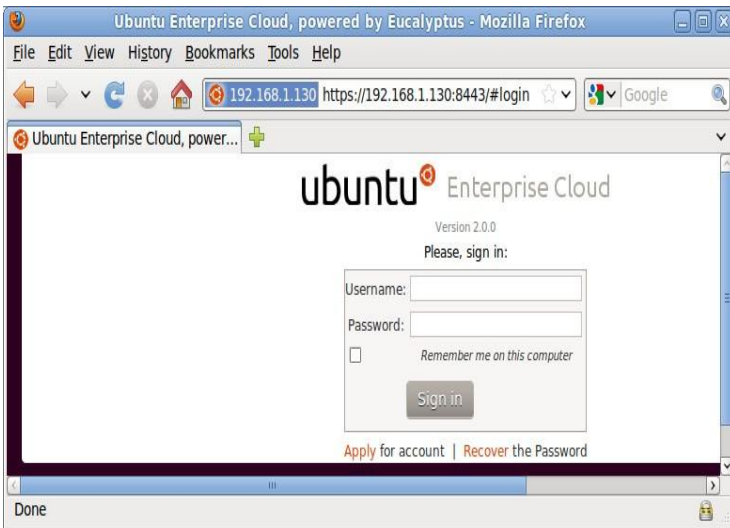 Ubuntu Enterprise Cloud, powered by Eucalyptus - Mozilla Firefox
File Edit View History Bookmarks Tools Help
192.168.1.130 https://192.168.1.130:8443/#login Google
Ubuntu Enterprise Cloud, power...
ubuntu Enterprise Cloud
Version 2.0.0
Please, sign in:
Username:
Password:
Remember me on this computer
Sign in
Apply for account | Recover the Password
Done